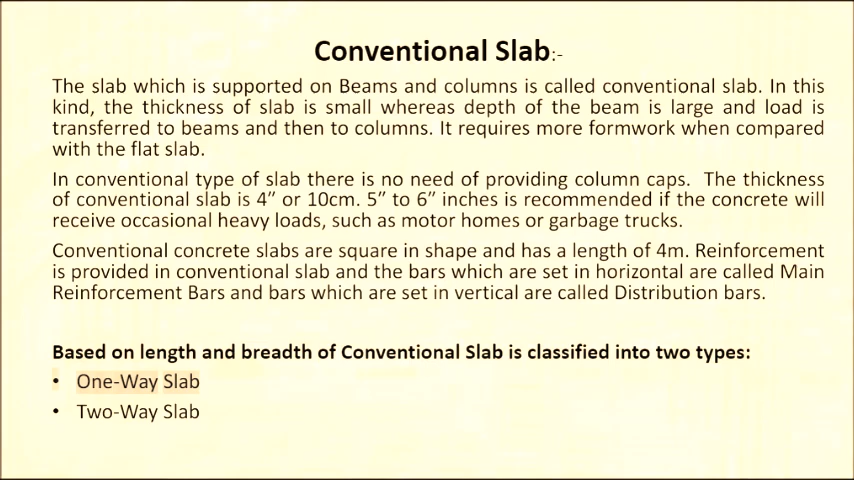 Conventional Slab:-
The slab which is supported on Beams and columns is called conventional slab. In this
kind, the thickness of slab is small whereas depth of the beam is large and load is
transferred to beams and then to columns. It requires more formwork when compared
with the flat slab.
In conventional type of slab there is no need of providing column caps. The thickness
of conventional slab is 4” or 10cm. 5” to 6” inches is recommended if the concrete will
receive occasional heavy loads, such as motor homes or garbage trucks.
Conventional concrete slabs are square in shape and has a length of 4m. Reinforcement
is provided in conventional slab and the bars which are set in horizontal are called Main
Reinforcement Bars and bars which are set in vertical are called Distribution bars.
Based on length and breadth of Conventional Slab is classified into two types:
• One-Way Slab
• Two-Way Slab